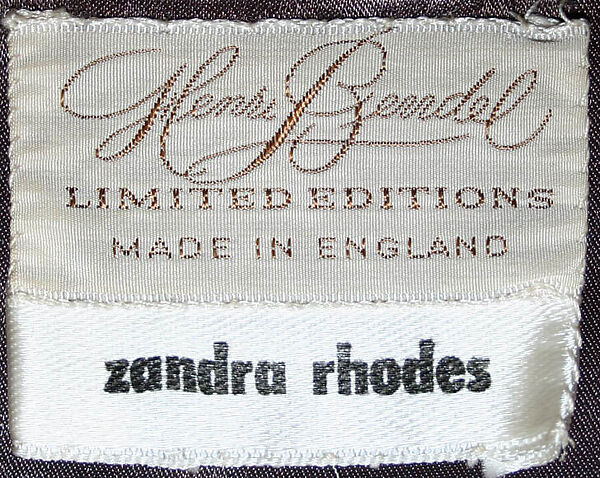 Henri Bendel
LIMITED EDITIONS
MADE IN ENGLAND
zandra rhodes